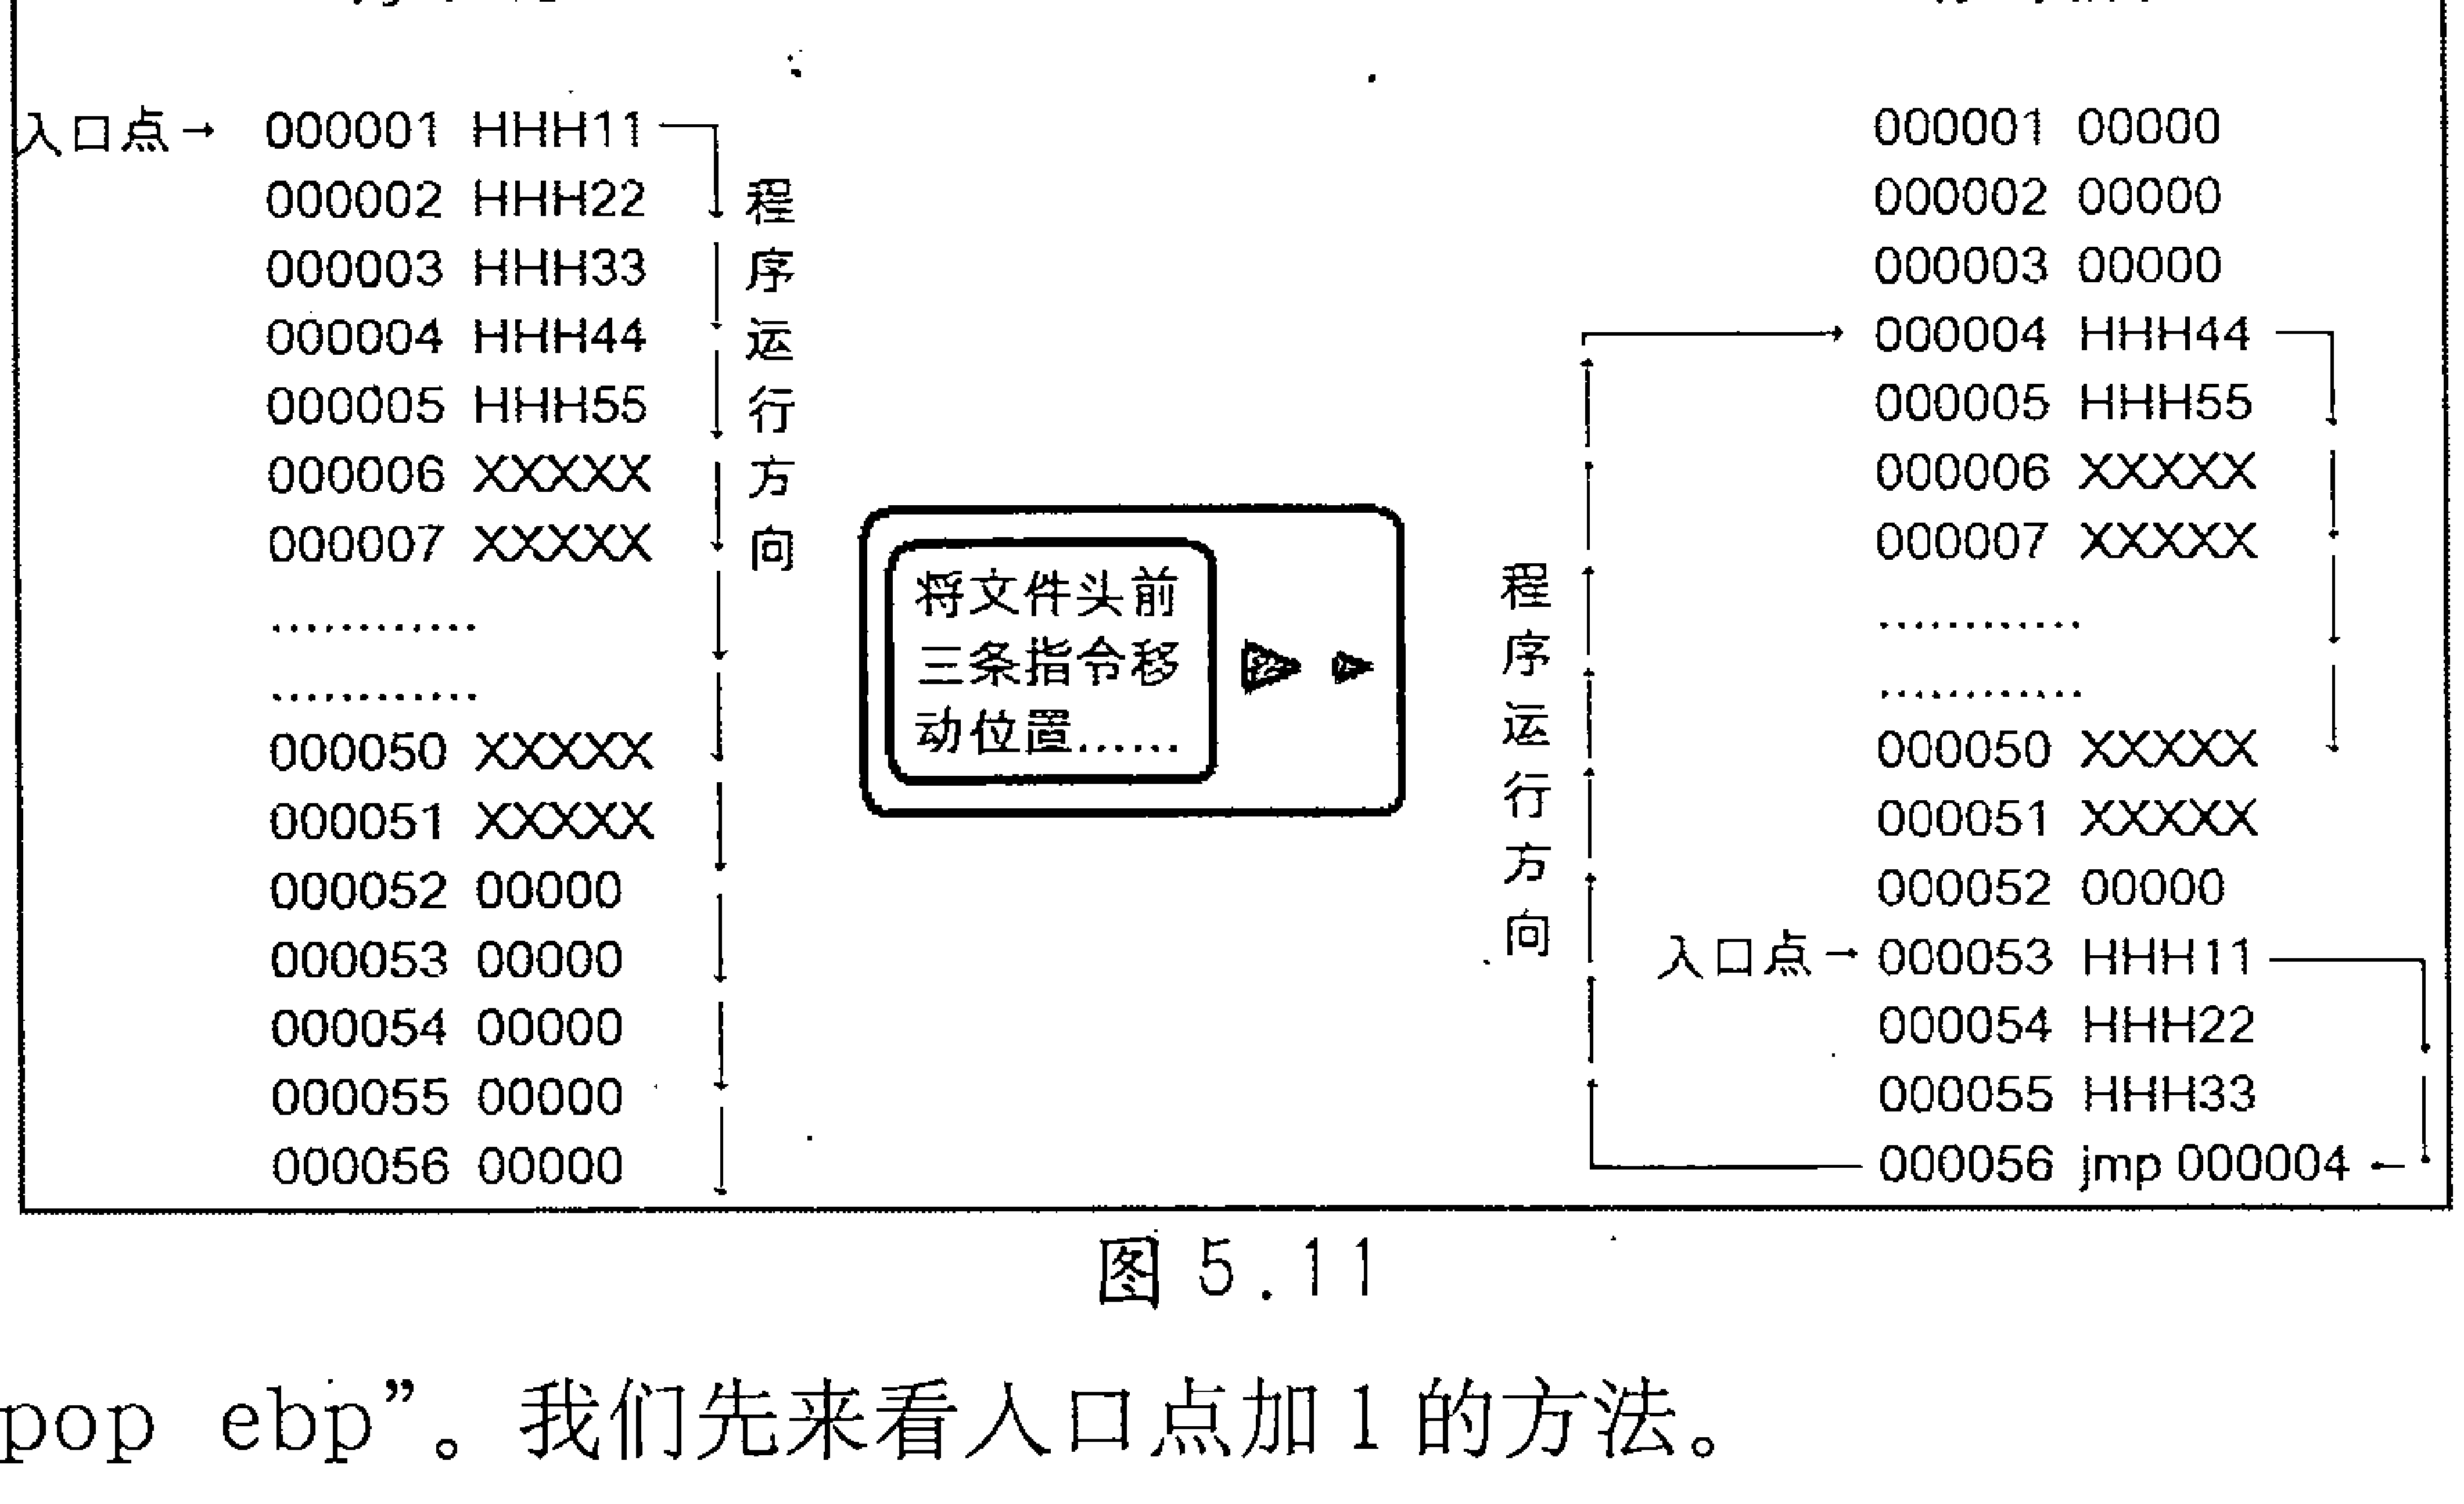 入口点→ 000001 HHH11
000002 HHH22
000003 HHH33
000004 HHH44
000005 HHH55
000006 XXXXX
000007 XXXXX
............
............
000050 XXXXX
000051 XXXXX
000052 00000
000053 00000
000054 00000
000055 00000
000056 00000
程序运行方向
将文件头前
三条指令移
动位置......
程序运行方向
000001 00000
000002 00000
000003 00000
000004 HHH44
000005 HHH55
000006 XXXXX
000007 XXXXX
............
............
000050 XXXXX
000051 XXXXX
000052 00000
入口点→ 000053 HHH11
000054 HHH22
000055 HHH33
000056 jmp 000004
图 5.11
pop ebp”。我们先来看入口点加1的方法。